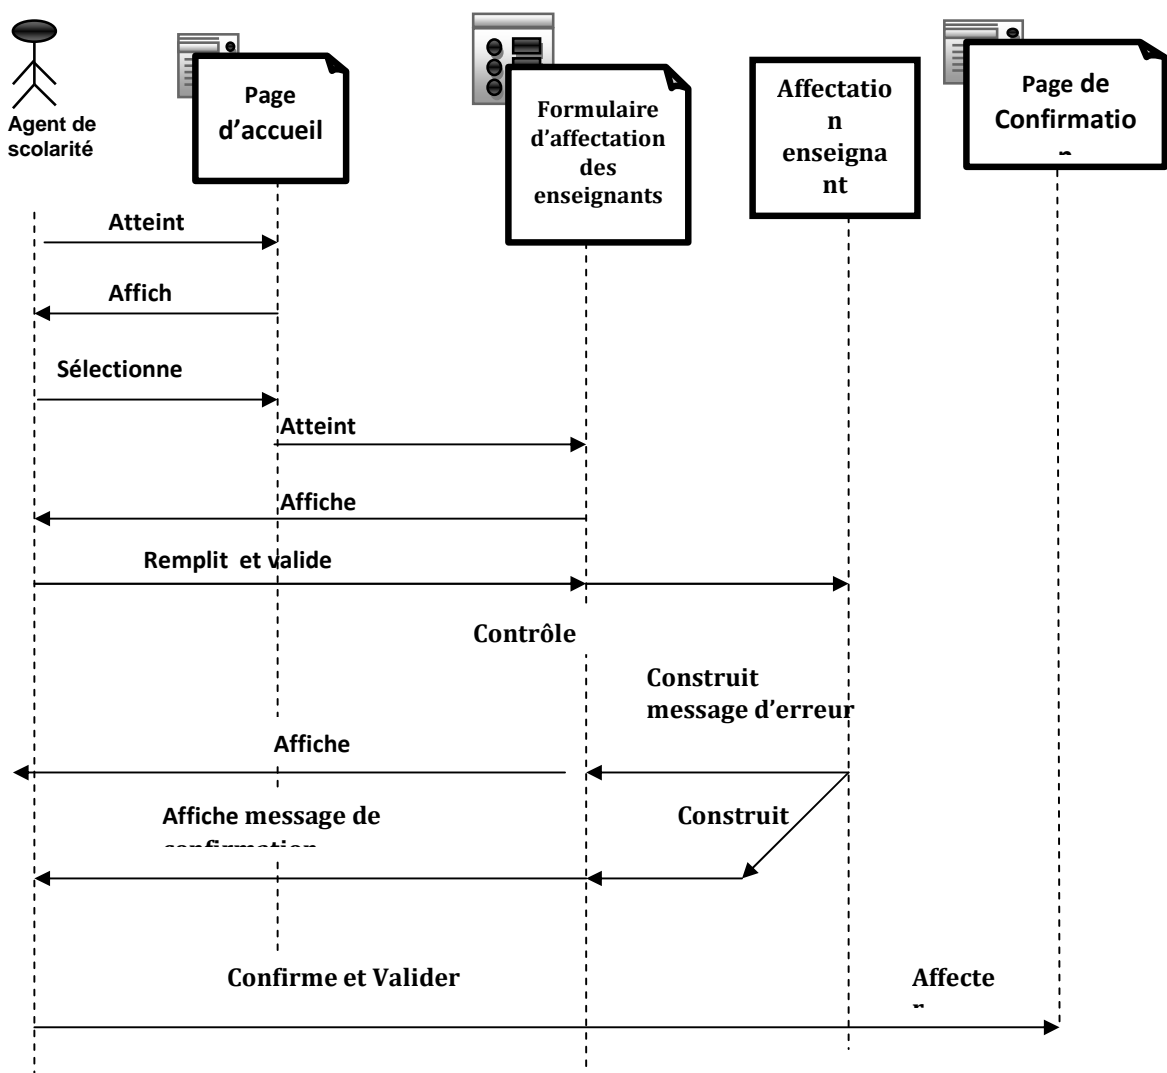 Agent de
scolarité
Page
d’accueil
Formulaire
d’affectation
des
enseignants
Affectatio
n
enseigna
nt
Page de
Confirmatio
n
Atteint
Affich
Sélectionne
Atteint
Affiche
Remplit et valide
Contrôle
Construit
message d’erreur
Affiche
Affiche message de
confirmation
Construit
Confirme et Valider
Affecte
r